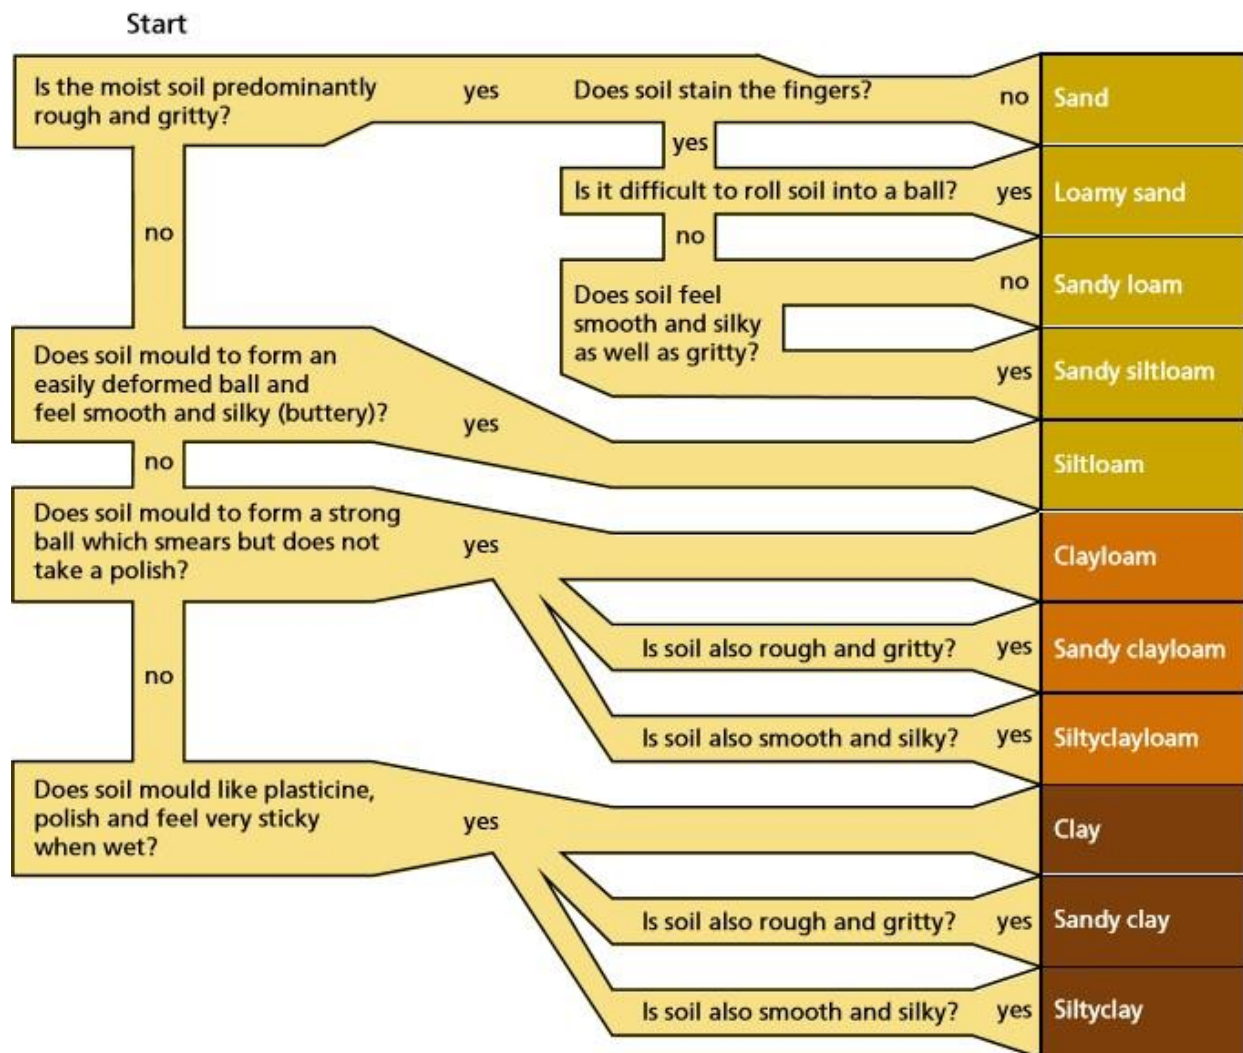 Start
Is the moist soil predominantly
rough and gritty?
yes
Does soil stain the fingers?
no
Sand
yes
Is it difficult to roll soil into a ball?
yes
Loamy sand
no
no
Does soil feel
smooth and silky
as well as gritty?
no
Sandy loam
yes
Sandy siltloam
Does soil mould to form an
easily deformed ball and
feel smooth and silky (buttery)?
yes
Siltloam
no
Does soil mould to form a strong
ball which smears but does not
take a polish?
yes
Clayloam
Is soil also rough and gritty?
yes
Sandy clayloam
no
Is soil also smooth and silky?
yes
Siltyclayloam
Does soil mould like plasticine,
polish and feel very sticky
when wet?
yes
Clay
Is soil also rough and gritty?
yes
Sandy clay
Is soil also smooth and silky?
yes
Siltyclay